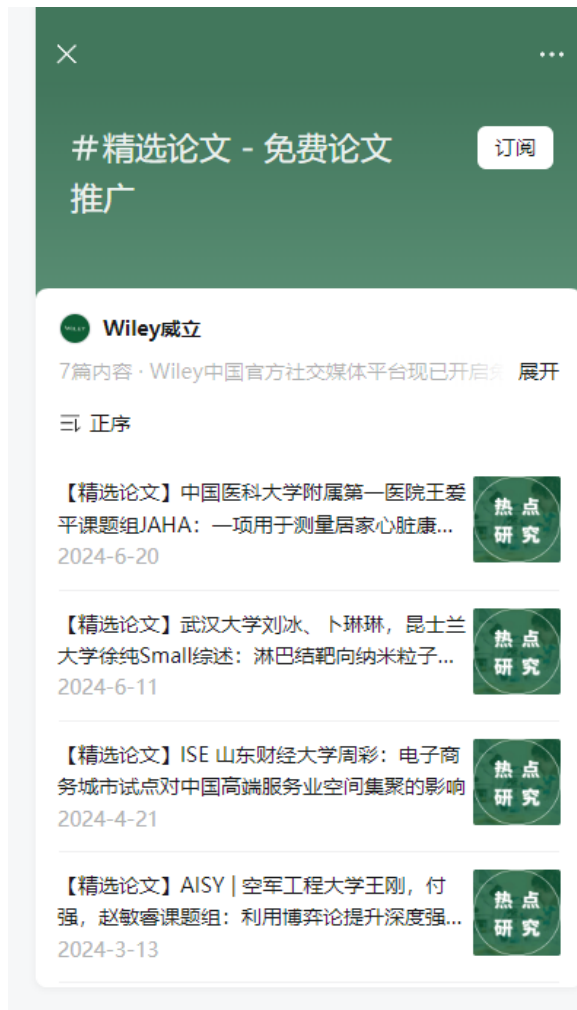 #精选论文 - 免费论文
推广
订阅
WILEY
Wiley威立
7篇内容 · Wiley中国官方社交媒体平台现已开启
展开
正序
【精选论文】中国医科大学附属第一医院王爱
平课题组JAHA：一项用于测量居家心脏康...
2024-6-20
热点
研究
【精选论文】武汉大学刘冰、卜琳琳，昆士兰
大学徐纯Small综述：淋巴结靶向纳米粒子...
2024-6-11
热点
研究
【精选论文】ISE 山东财经大学周彩：电子商
务城市试点对中国高端服务业空间集聚的影响
2024-4-21
热点
研究
【精选论文】AISY | 空军工程大学王刚，付
强，赵敏睿课题组：利用博弈论提升深度强...
2024-3-13
热点
研究